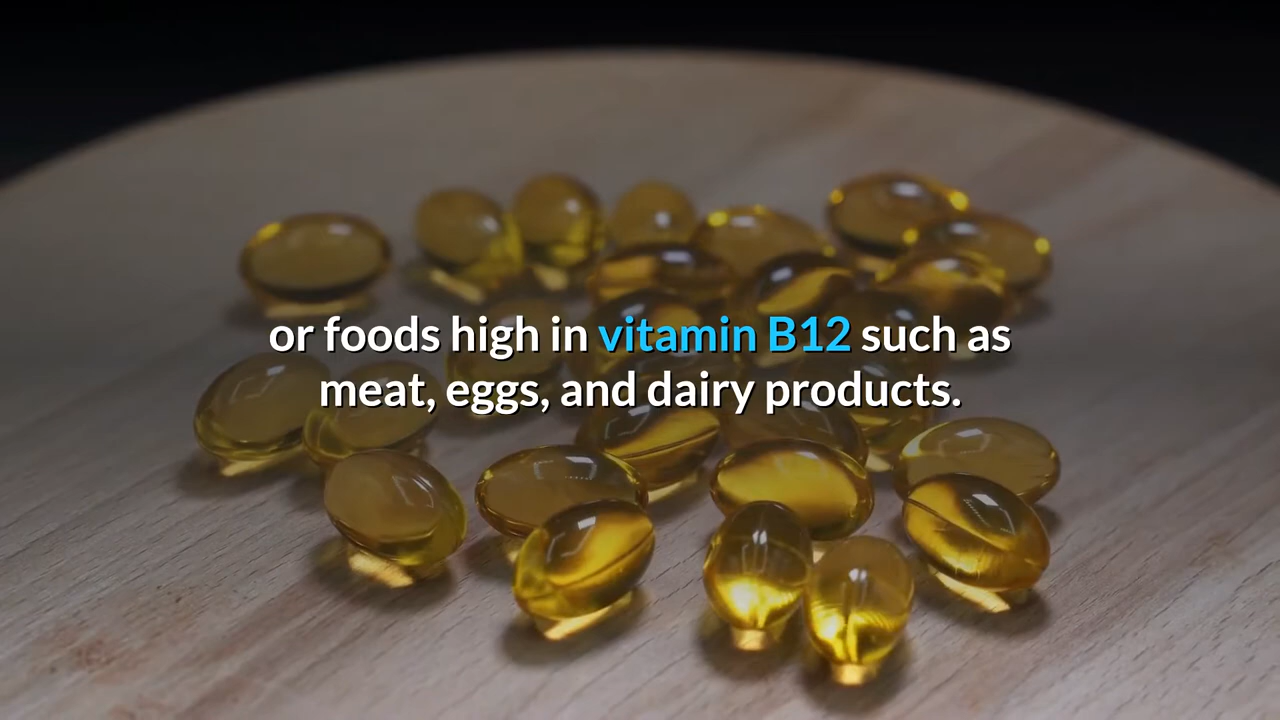 or foods high in vitamin B12 such as
meat, eggs, and dairy products.